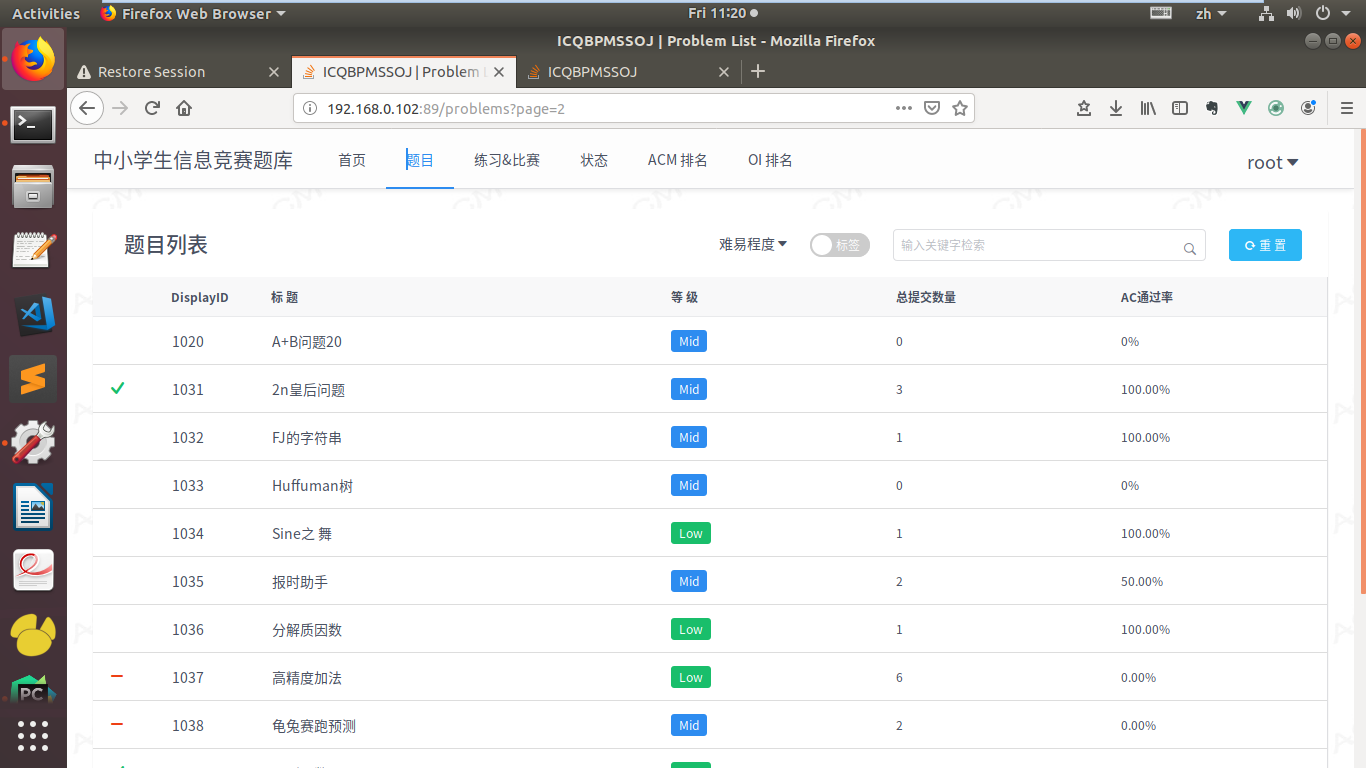 Activities Firefox Web Browser Fri 11:20 zh
ICQBPMSSOJ | Problem List - Mozilla Firefox
Restore Session ICQBPMSSOJ | Problem L ICQBPMSSOJ
192.168.0.102:89/problems?page=2
中小学生信息竞赛题库 首页 题目 练习&比赛 状态 ACM 排名 OI 排名 root
题目列表 难易程度 标签 输入关键字检索 重 置
DisplayID 标 题 等 级 总提交数量 AC通过率
1020 A+B问题20 Mid 0 0%
1031 2n皇后问题 Mid 3 100.00%
1032 FJ的字符串 Mid 1 100.00%
1033 Huffuman树 Mid 0 0%
1034 Sine之 舞 Low 1 100.00%
1035 报时助手 Mid 2 50.00%
1036 分解质因数 Low 1 100.00%
1037 高精度加法 Low 6 0.00%
PC
1038 龟兔赛跑预测 Mid 2 0.00%